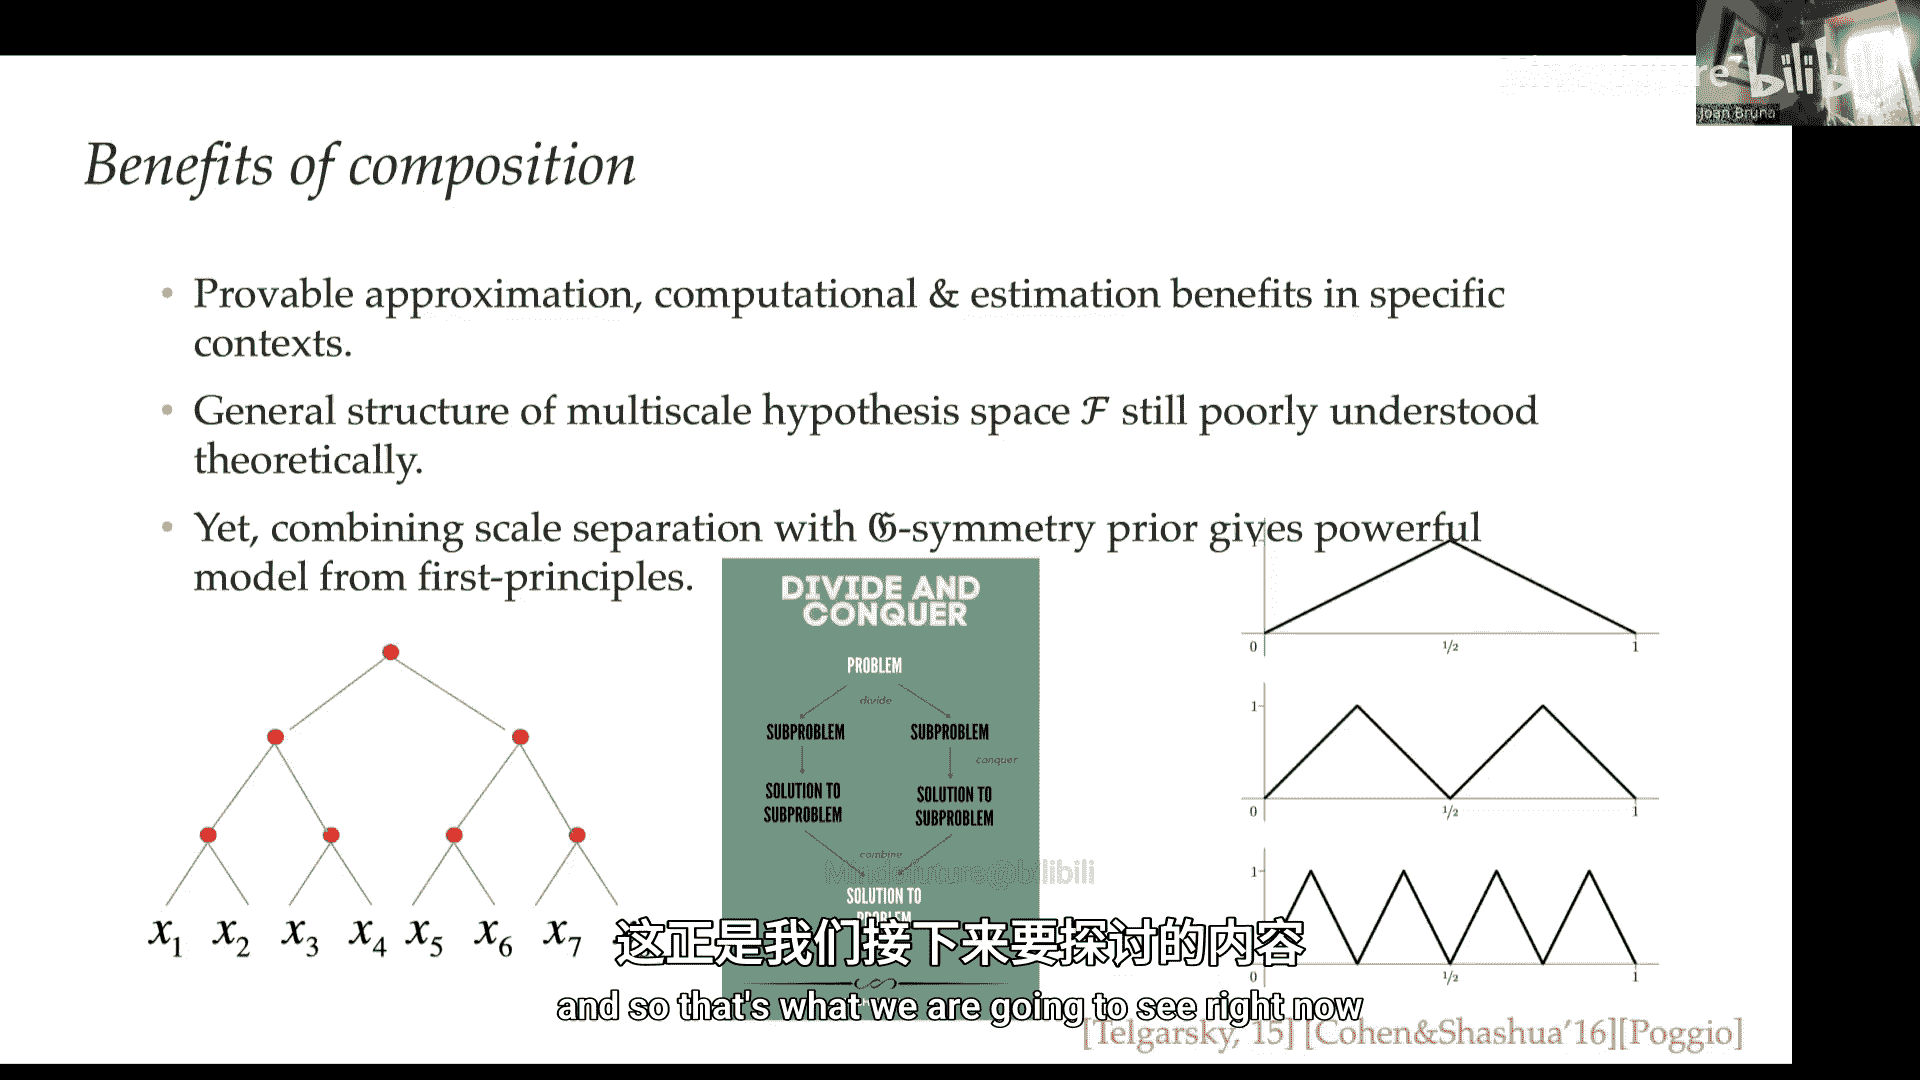 bilibili
Joan Bruna
Benefits of composition
• Provable approximation, computational & estimation benefits in specific
contexts.
• General structure of multiscale hypothesis space ℱ still poorly understood
theoretically.
• Yet, combining scale separation with 𝔊-symmetry prior gives powerful
model from first-principles.
DIVIDE AND
CONQUER
PROBLEM
divide
SUBPROBLEM SUBPROBLEM
conquer
SOLUTION TO
SUBPROBLEM
SOLUTION TO
SUBPROBLEM
combine
SOLUTION TO
PROBLEM
x₁ x₂ x₃ x₄ x₅ x₆ x₇
1
0 1/2 1
1
0 1/2 1
1
0 1/2 1
这正是我们接下来要探讨的内容
and so that's what we are going to see right now
[Telgarsky, 15] [Cohen&Shashua'16][Poggio]